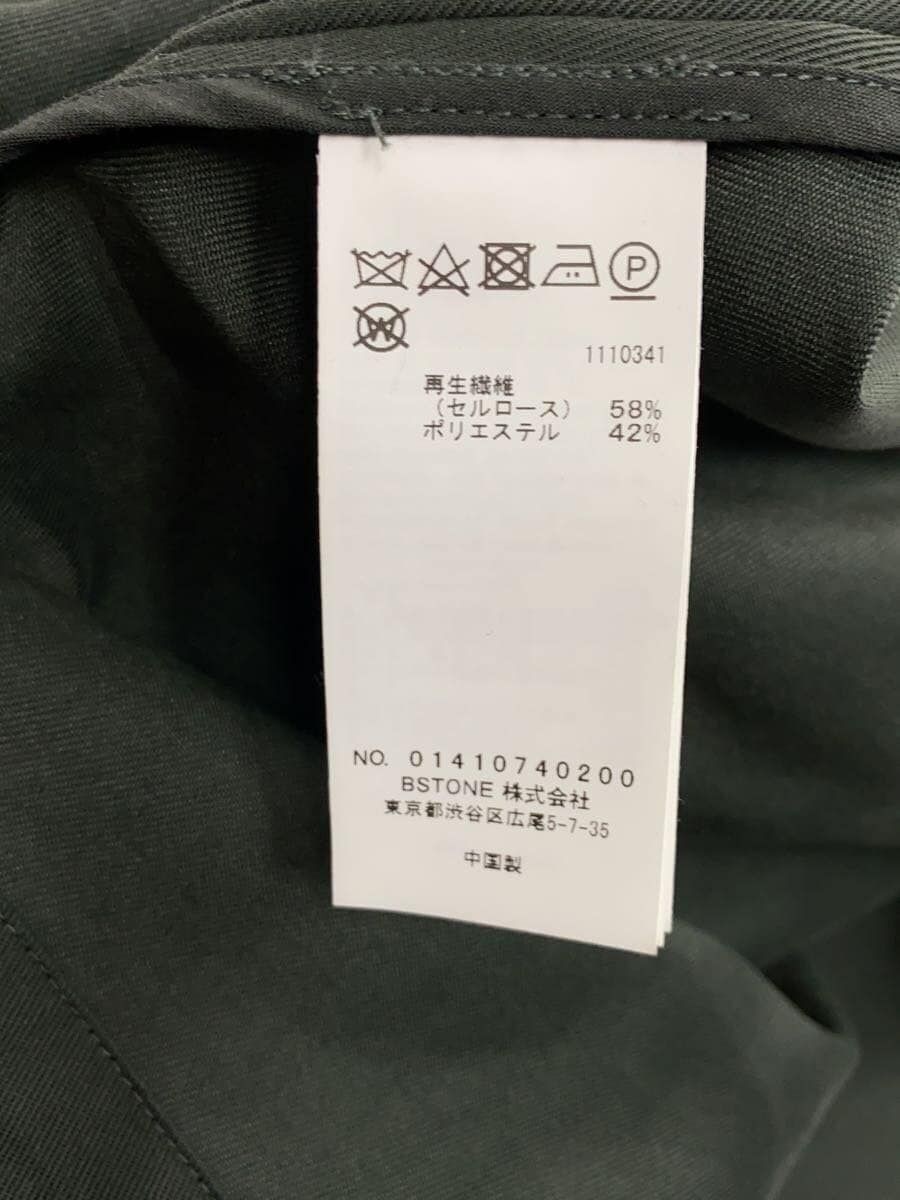 P
W
1110341
再生繊維
（セルロース） 58%
ポリエステル 42%
NO. 01410740200
BSTONE 株式会社
東京都渋谷区広尾5-7-35
中国製